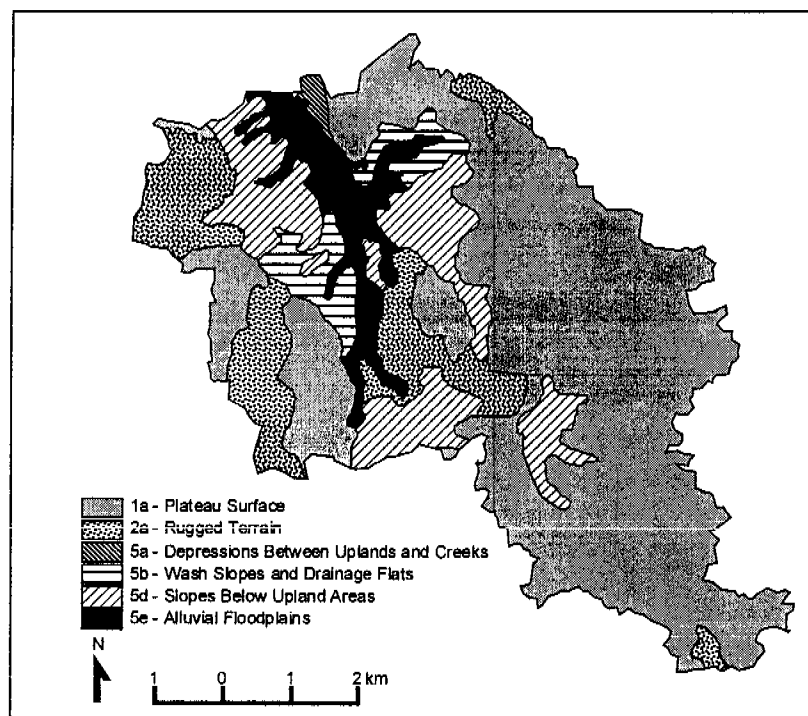 1a - Plateau Surface
2a - Rugged Terrain
5a - Depressions Between Uplands and Creeks
5b - Wash Slopes and Drainage Flats
5d - Slopes Below Upland Areas
5e - Alluvial Floodplains
N
1 0 1 2 km